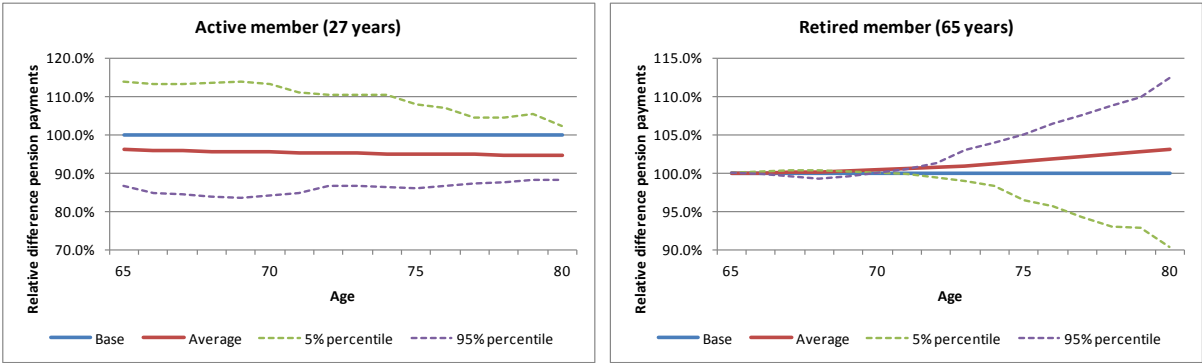 Active member (27 years)
Relative difference pension payments
120.0%
110.0%
100.0%
90.0%
80.0%
70.0%
65 70 75 80
Age
Base Average 5% percentile 95% percentile
Retired member (65 years)
Relative difference pension payments
115.0%
110.0%
105.0%
100.0%
95.0%
90.0%
65 70 75 80
Age
Base Average 5% percentile 95% percentile